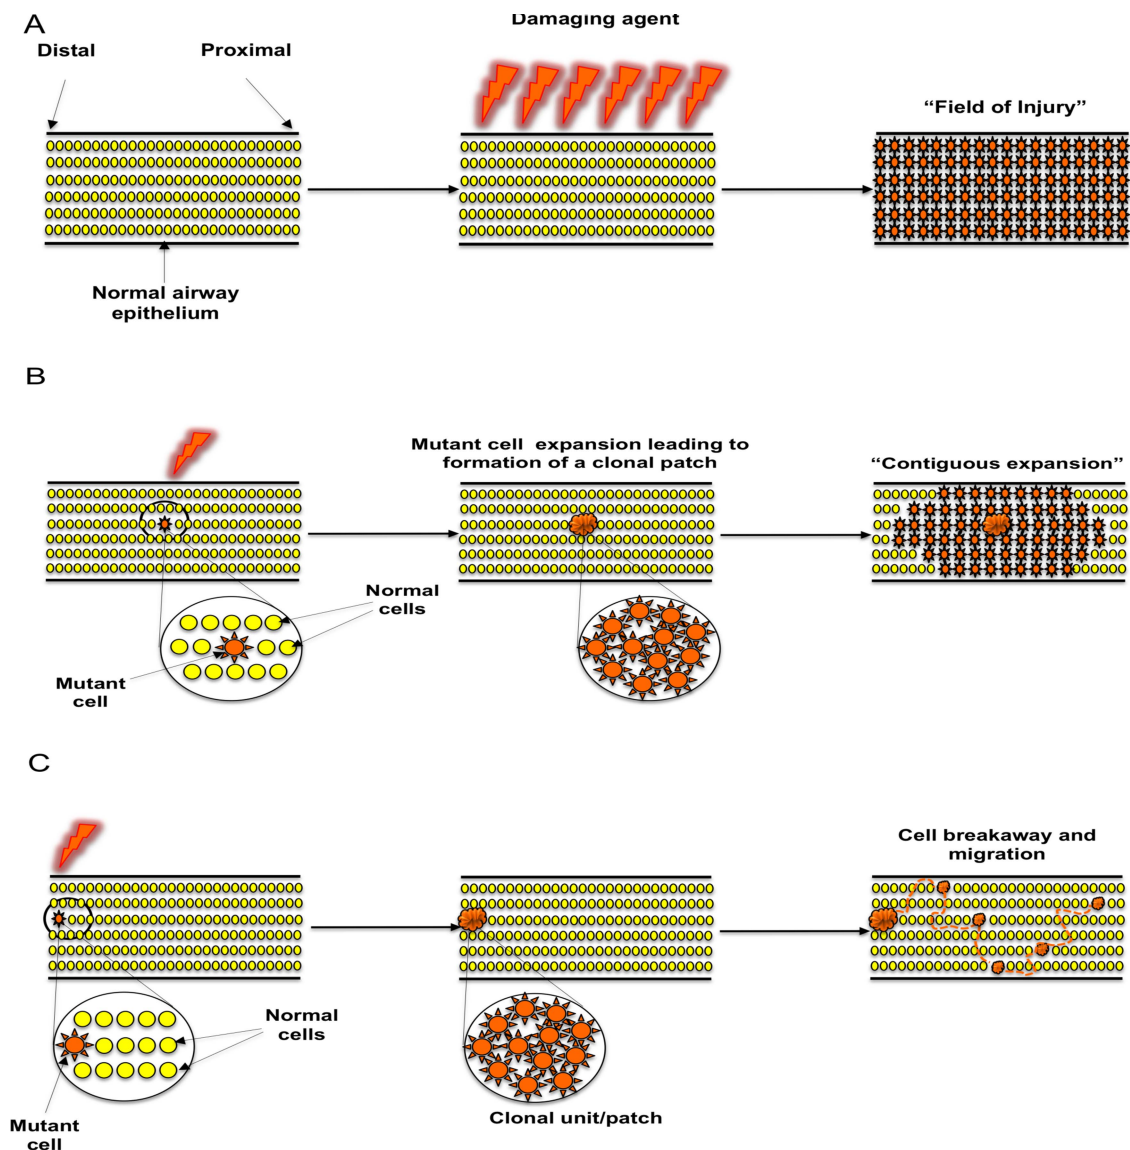 A
Damaging agent
Distal
Proximal
“Field of Injury”
Normal airway
epithelium
B
Mutant cell expansion leading to
formation of a clonal patch
“Contiguous expansion”
Normal
cells
Mutant
cell
C
Cell breakaway and
migration
Normal
cells
Clonal unit/patch
Mutant
cell